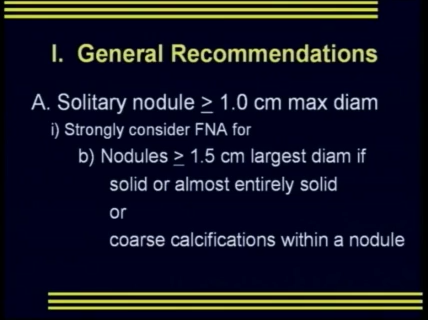 I. General Recommendations
A. Solitary nodule ≥ 1.0 cm max diam
i) Strongly consider FNA for
b) Nodules ≥ 1.5 cm largest diam if
solid or almost entirely solid
or
coarse calcifications within a nodule